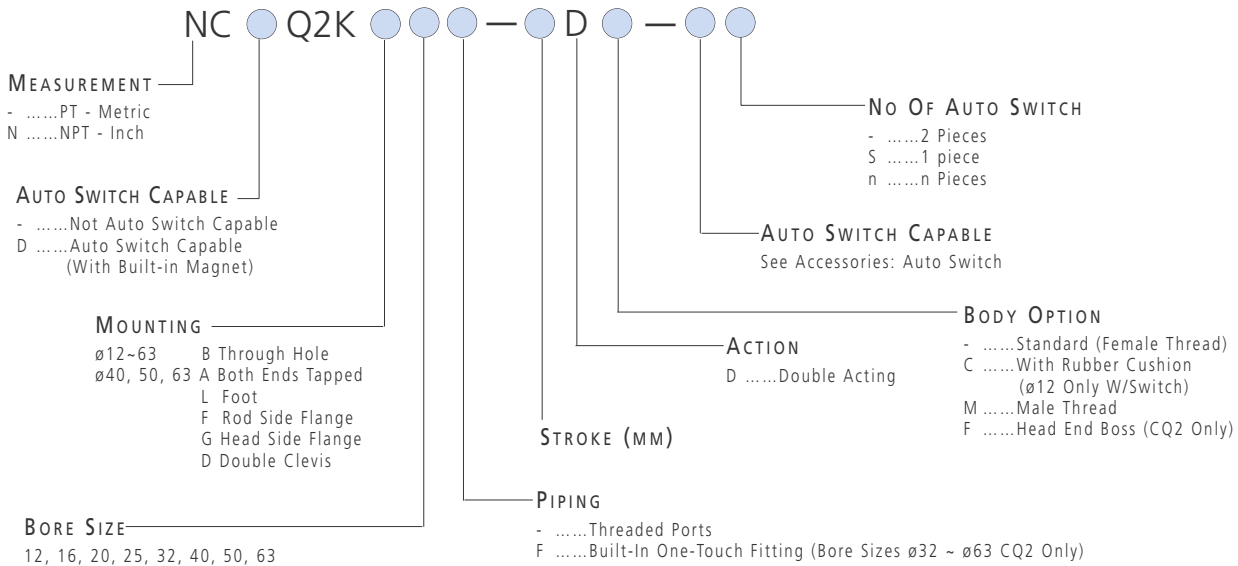 NC Q2K — D —
MEASUREMENT
- ......PT - Metric
N ......NPT - Inch
AUTO SWITCH CAPABLE
- ......Not Auto Switch Capable
D ......Auto Switch Capable
(With Built-in Magnet)
MOUNTING
ø12~63 B Through Hole
ø40, 50, 63 A Both Ends Tapped
L Foot
F Rod Side Flange
G Head Side Flange
D Double Clevis
BORE SIZE
12, 16, 20, 25, 32, 40, 50, 63
PIPING
- ......Threaded Ports
F ......Built-In One-Touch Fitting (Bore Sizes ø32 ~ ø63 CQ2 Only)
STROKE (MM)
ACTION
D ......Double Acting
BODY OPTION
- ......Standard (Female Thread)
C ......With Rubber Cushion
(ø12 Only W/Switch)
M ......Male Thread
F ......Head End Boss (CQ2 Only)
AUTO SWITCH CAPABLE
See Accessories: Auto Switch
NO OF AUTO SWITCH
- ......2 Pieces
S ......1 piece
n ......n Pieces